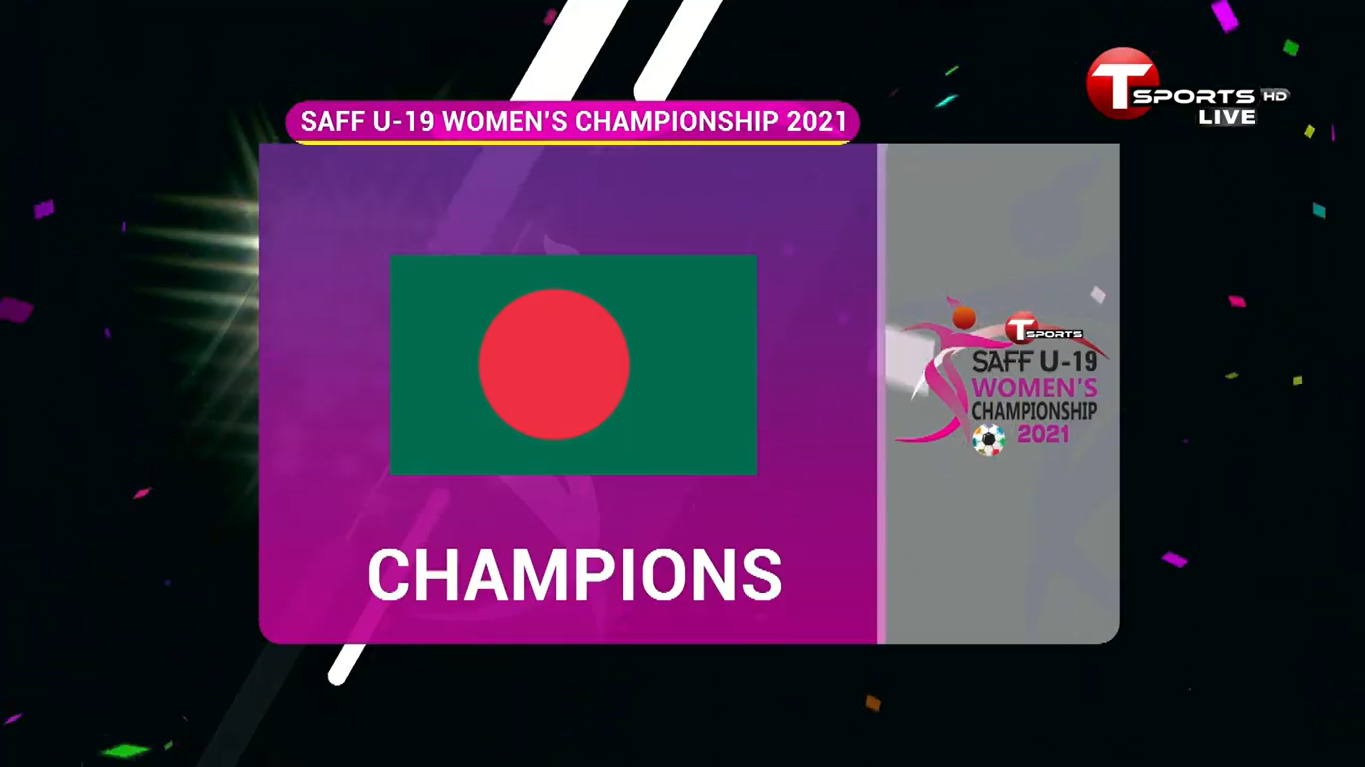 SAFF U-19 WOMEN'S CHAMPIONSHIP 2021
T SPORTS HD
LIVE
CHAMPIONS
T SPORTS
SAFF U-19
WOMEN'S
CHAMPIONSHIP
2021